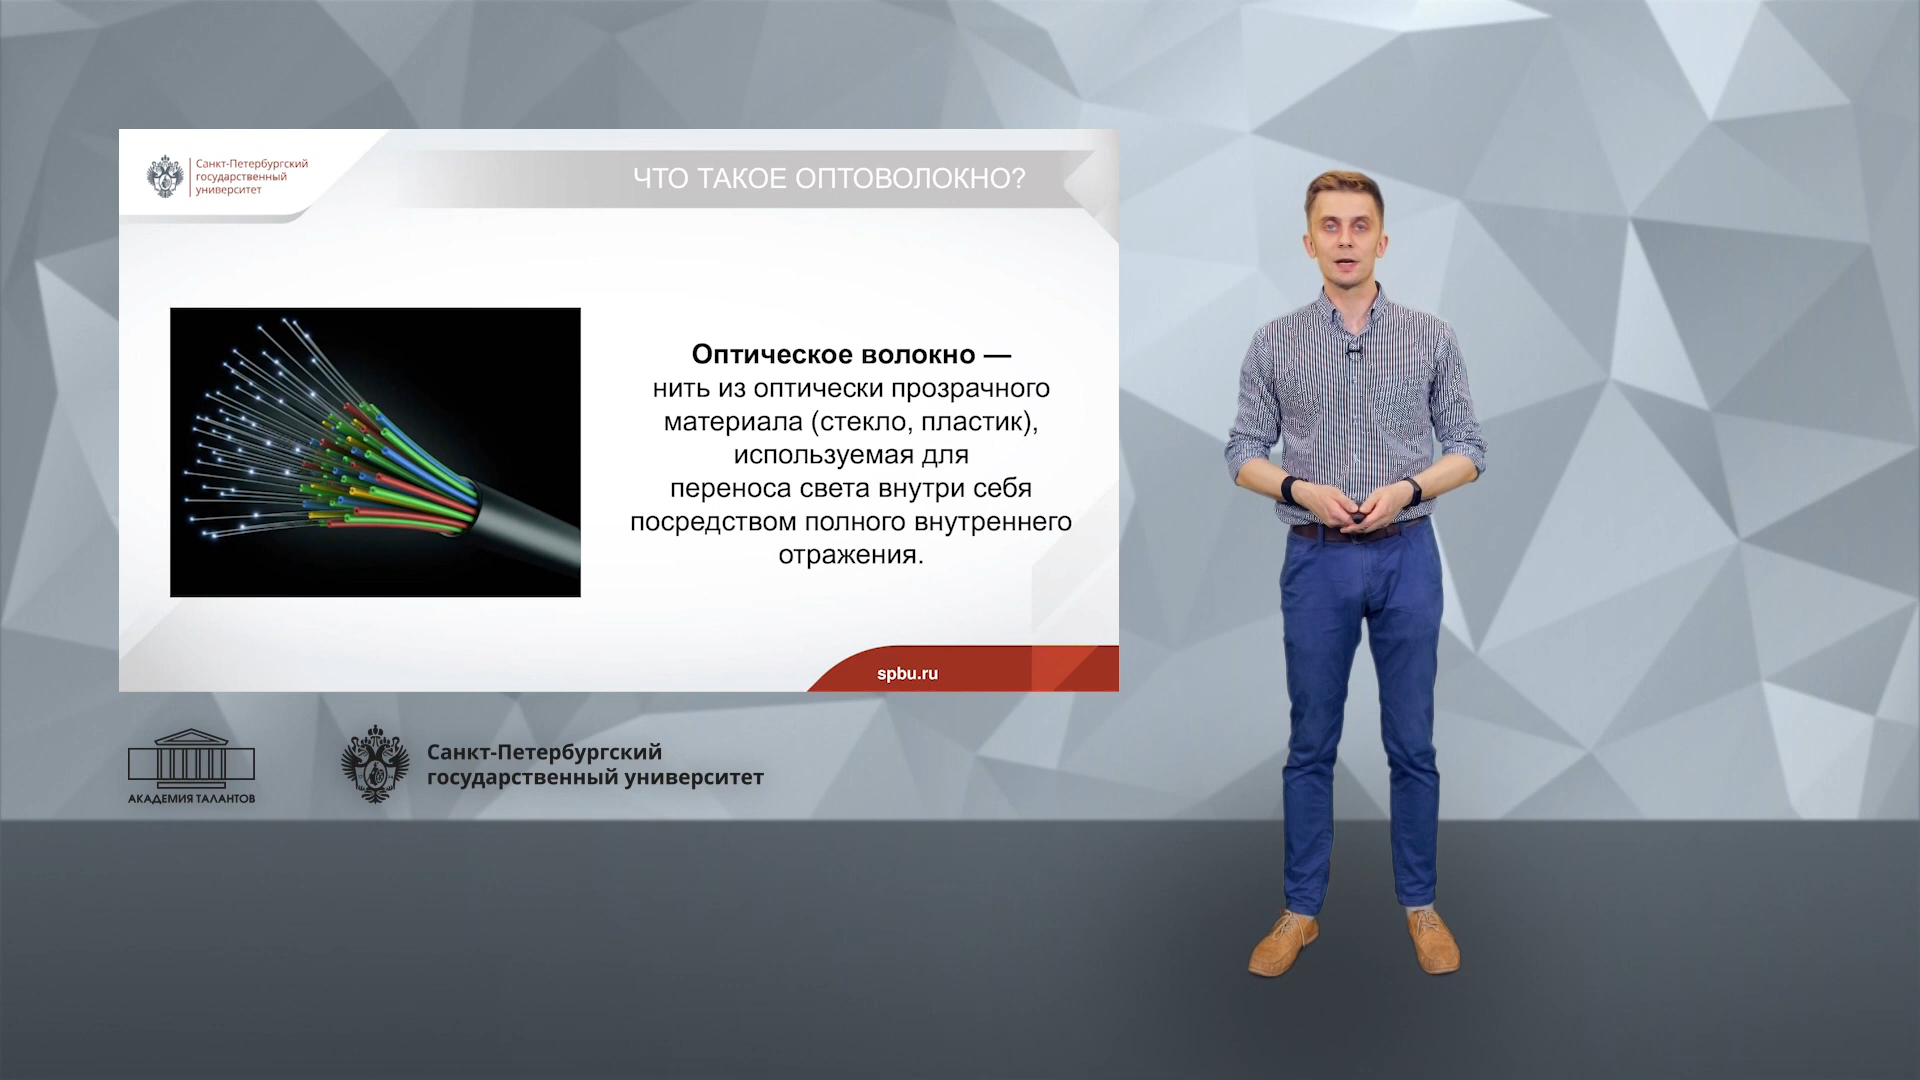 Санкт-Петербургский
государственный
университет
ЧТО ТАКОЕ ОПТОВОЛОКНО?
Оптическое волокно —
нить из оптически прозрачного
материала (стекло, пластик),
используемая для
переноса света внутри себя
посредством полного внутреннего
отражения.
spbu.ru
АКАДЕМИЯ ТАЛАНТОВ
Санкт-Петербургский
государственный университет